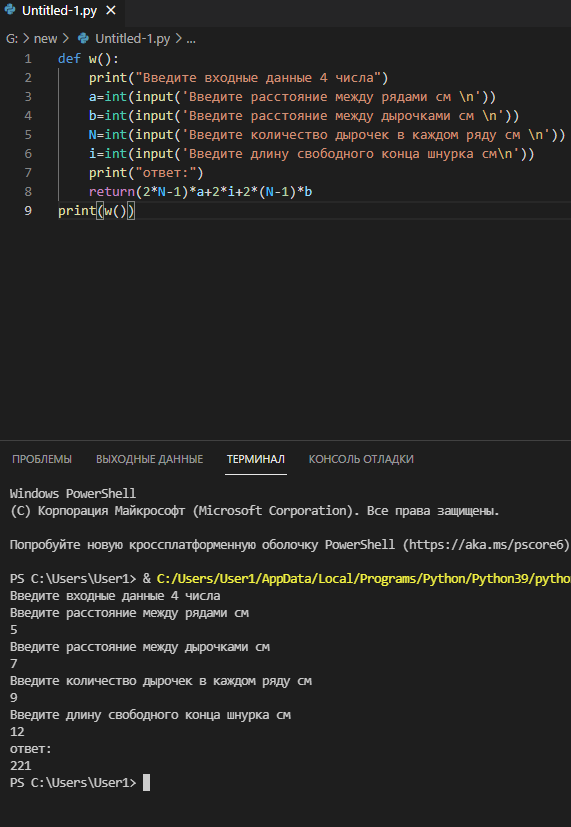 Untitled-1.py ✕
G: > new > Untitled-1.py > ...
1 def w():
2     print("Введите входные данные 4 числа")
3     a=int(input('Введите расстояние между рядами см \n'))
4     b=int(input('Введите расстояние между дырочками см \n'))
5     N=int(input('Введите количество дырочек в каждом ряду см \n'))
6     i=int(input('Введите длину свободного конца шнурка см\n'))
7     print("ответ:")
8     return(2*N-1)*a+2*i+2*(N-1)*b
9 print(w())
ПРОБЛЕМЫ ВЫХОДНЫЕ ДАННЫЕ ТЕРМИНАЛ КОНСОЛЬ ОТЛАДКИ
Windows PowerShell
(C) Корпорация Майкрософт (Microsoft Corporation). Все права защищены.
Попробуйте новую кроссплатформенную оболочку PowerShell (https://aka.ms/pscore6)
PS C:\Users\User1> & C:/Users/User1/AppData/Local/Programs/Python/Python39/pytho
Введите входные данные 4 числа
Введите расстояние между рядами см
5
Введите расстояние между дырочками см
7
Введите количество дырочек в каждом ряду см
9
Введите длину свободного конца шнурка см
12
ответ:
221
PS C:\Users\User1>